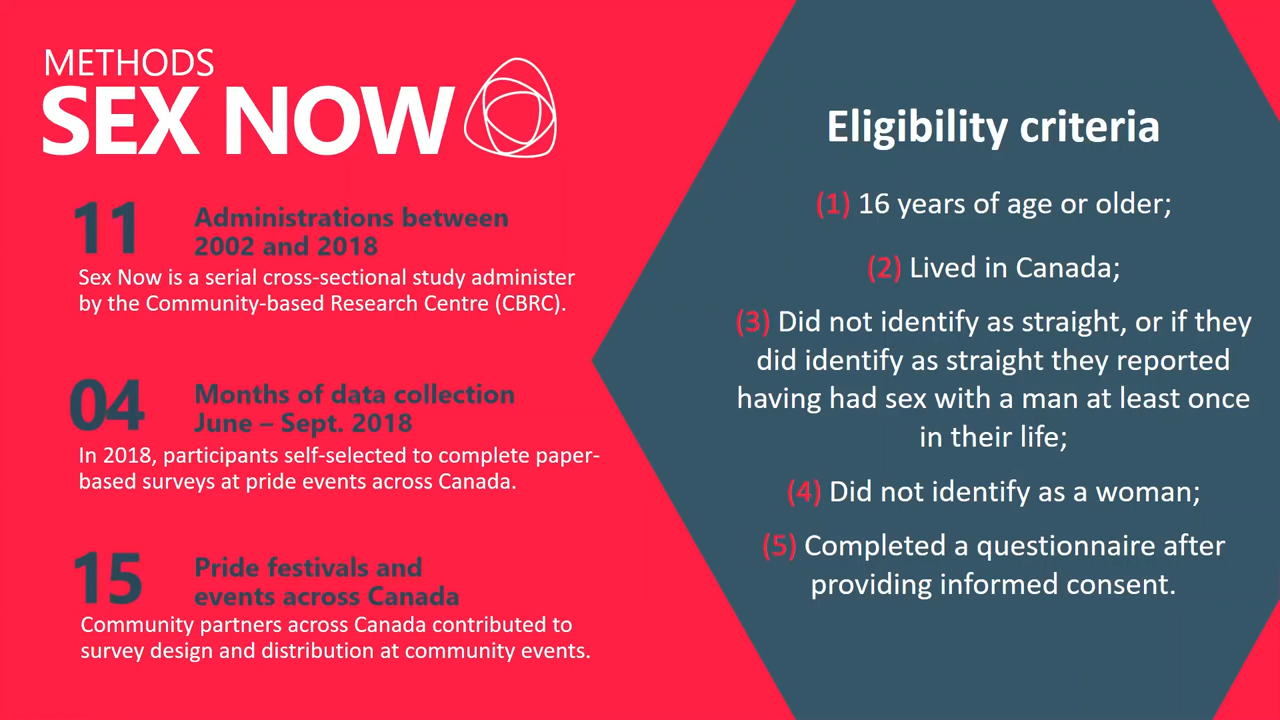 METHODS
SEX NOW
11
Administrations between
2002 and 2018
Sex Now is a serial cross-sectional study administer
by the Community-based Research Centre (CBRC).
04
Months of data collection
June – Sept. 2018
In 2018, participants self-selected to complete paper-
based surveys at pride events across Canada.
15
Pride festivals and
events across Canada
Community partners across Canada contributed to
survey design and distribution at community events.
Eligibility criteria
(1) 16 years of age or older;
(2) Lived in Canada;
(3) Did not identify as straight, or if they
did identify as straight they reported
having had sex with a man at least once
in their life;
(4) Did not identify as a woman;
(5) Completed a questionnaire after
providing informed consent.